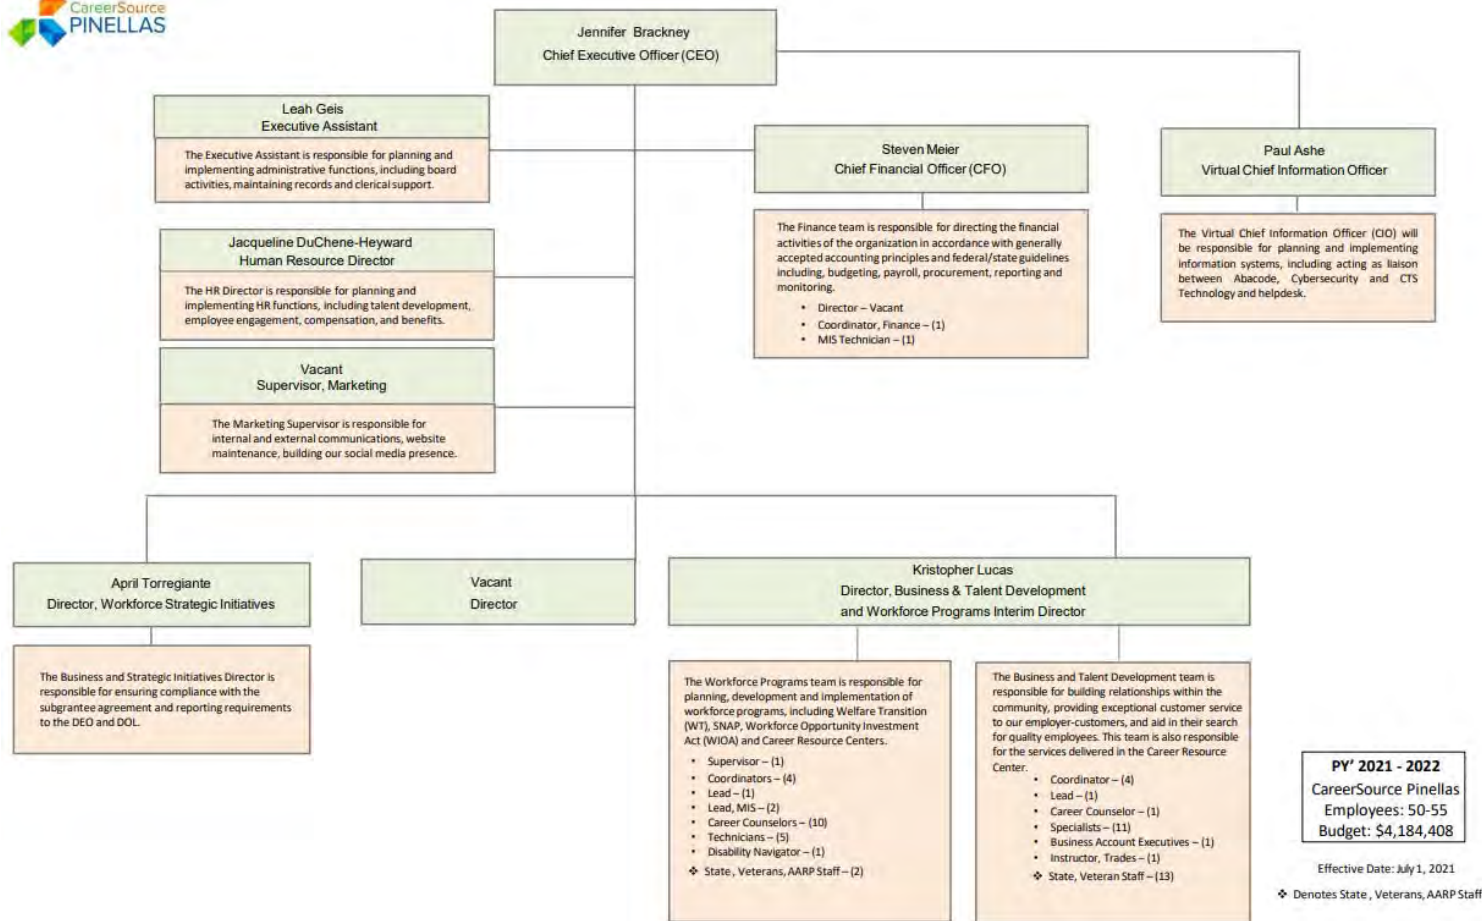 CareerSource
PINELLAS
Jennifer Brackney
Chief Executive Officer (CEO)
Leah Geis
Executive Assistant
The Executive Assistant is responsible for planning and
implementing administrative functions, including board
activities, maintaining records and clerical support.
Steven Meier
Chief Financial Officer (CFO)
The Finance team is responsible for directing the financial
activities of the organization in accordance with generally
accepted accounting principles and federal/state guidelines
including, budgeting, payroll, procurement, reporting and
monitoring.
• Director – Vacant
• Coordinator, Finance – (1)
• MIS Technician – (1)
Paul Ashe
Virtual Chief Information Officer
The Virtual Chief Information Officer (CIO) will
be responsible for planning and implementing
information systems, including acting as liaison
between Abacode, Cybersecurity and CTS
Technology and helpdesk.
Jacqueline DuChene-Heyward
Human Resource Director
The HR Director is responsible for planning and
implementing HR functions, including talent development,
employee engagement, compensation, and benefits.
Vacant
Supervisor, Marketing
The Marketing Supervisor is responsible for
internal and external communications, website
maintenance, building our social media presence.
April Torregiante
Director, Workforce Strategic Initiatives
The Business and Strategic Initiatives Director is
responsible for ensuring compliance with the
subgrantee agreement and reporting requirements
to the DEO and DOL.
Vacant
Director
Kristopher Lucas
Director, Business & Talent Development
and Workforce Programs Interim Director
The Workforce Programs team is responsible for
planning, development and implementation of
workforce programs, including Welfare Transition
(WT), SNAP, Workforce Opportunity Investment
Act (WIOA) and Career Resource Centers.
• Supervisor – (1)
• Coordinators – (4)
• Lead – (1)
• Lead, MIS – (2)
• Career Counselors – (10)
• Technicians – (5)
• Disability Navigator – (1)
❖ State , Veterans, AARP Staff – (2)
The Business and Talent Development team is
responsible for building relationships within the
community, providing exceptional customer service
to our employer-customers, and aid in their search
for quality employees. This team is also responsible
for the services delivered in the Career Resource
Center.
• Coordinator – (4)
• Lead – (1)
• Career Counselor – (1)
• Specialists – (11)
• Business Account Executives – (1)
• Instructor, Trades – (1)
❖ State, Veteran Staff – (13)
PY' 2021 - 2022
CareerSource Pinellas
Employees: 50-55
Budget: $4,184,408
Effective Date: July 1, 2021
❖ Denotes State , Veterans, AARP Staff